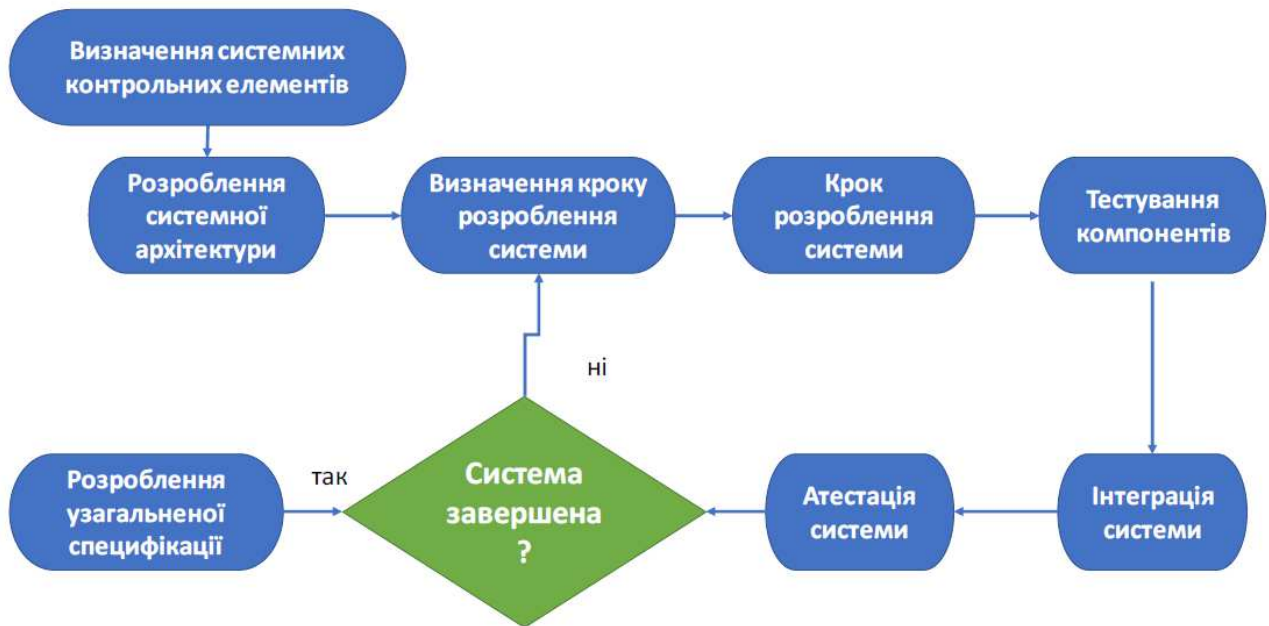 Визначення системних
контрольних елементів
Розроблення
системної
архітектури
Визначення кроку
розроблення
системи
Крок
розроблення
системи
Тестування
компонентів
ні
Розроблення
узагальненої
специфікації
так
Система
завершена
?
Атестація
системи
Інтеграція
системи